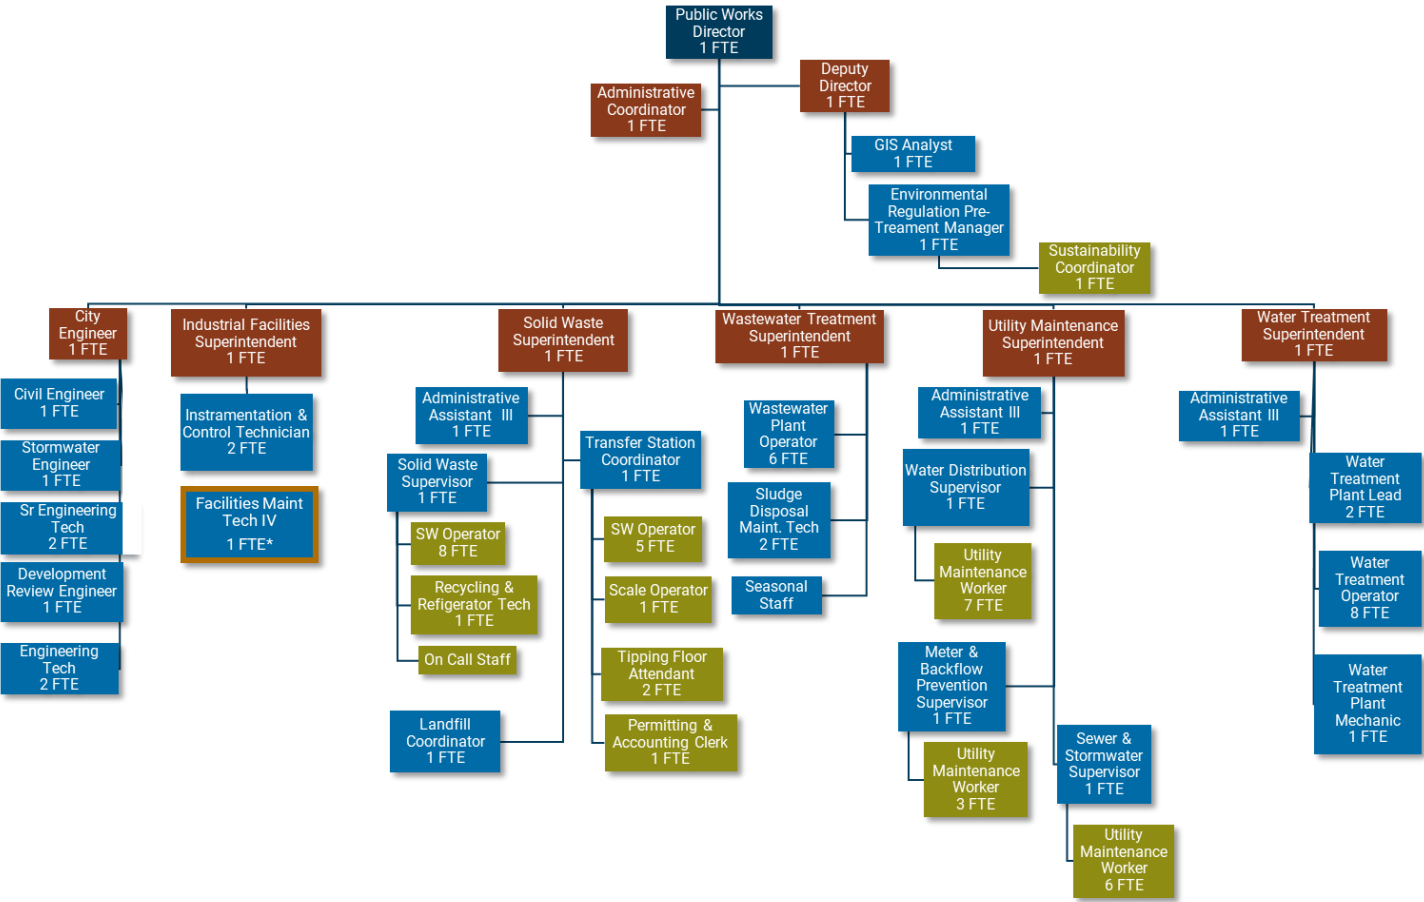 Public Works
Director
1 FTE
Deputy
Director
1 FTE
Administrative
Coordinator
1 FTE
GIS Analyst
1 FTE
Environmental
Regulation Pre-
Treament Manager
1 FTE
Sustainability
Coordinator
1 FTE
City
Engineer
1 FTE
Civil Engineer
1 FTE
Stormwater
Engineer
1 FTE
Sr Engineering
Tech
2 FTE
Development
Review Engineer
1 FTE
Engineering
Tech
2 FTE
Industrial Facilities
Superintendent
1 FTE
Instramentation &
Control Technician
2 FTE
Facilities Maint
Tech IV
1 FTE*
Solid Waste
Superintendent
1 FTE
Administrative
Assistant III
1 FTE
Solid Waste
Supervisor
1 FTE
SW Operator
8 FTE
Recycling &
Refigerator Tech
1 FTE
On Call Staff
Landfill
Coordinator
1 FTE
Transfer Station
Coordinator
1 FTE
SW Operator
5 FTE
Scale Operator
1 FTE
Tipping Floor
Attendant
2 FTE
Permitting &
Accounting Clerk
1 FTE
Wastewater Treatment
Superintendent
1 FTE
Wastewater
Plant
Operator
6 FTE
Sludge
Disposal
Maint. Tech
2 FTE
Seasonal
Staff
Utility Maintenance
Superintendent
1 FTE
Administrative
Assistant III
1 FTE
Water Distribution
Supervisor
1 FTE
Utility
Maintenance
Worker
7 FTE
Meter &
Backflow
Prevention
Supervisor
1 FTE
Utility
Maintenance
Worker
3 FTE
Sewer &
Stormwater
Supervisor
1 FTE
Utility
Maintenance
Worker
6 FTE
Water Treatment
Superintendent
1 FTE
Administrative
Assistant III
1 FTE
Water
Treatment
Plant Lead
2 FTE
Water
Treatment
Operator
8 FTE
Water
Treatment
Plant
Mechanic
1 FTE